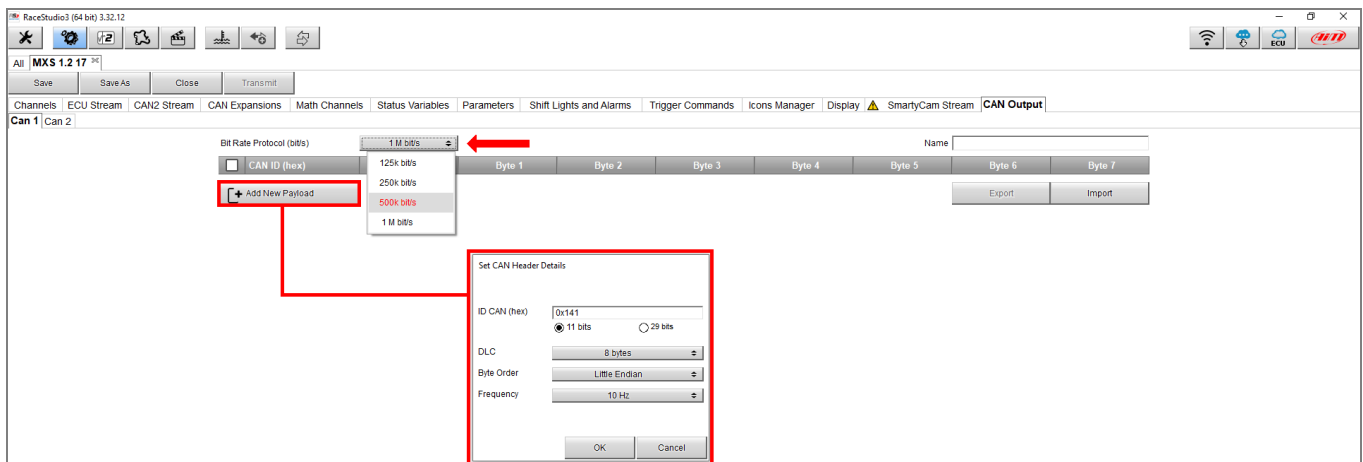 RaceStudio3 (64 bit) 3.32.12
ECU AiM
All MXS 1.2 17
Save Save As Close Transmit
Channels ECU Stream CAN2 Stream CAN Expansions Math Channels Status Variables Parameters Shift Lights and Alarms Trigger Commands Icons Manager Display SmartyCam Stream CAN Output
Can 1 Can 2
Bit Rate Protocol (bit/s) 1 M bit/s Name
CAN ID (hex) Byte 1 Byte 2 Byte 3 Byte 4 Byte 5 Byte 6 Byte 7
125k bit/s
250k bit/s
Add New Payload Export Import
500k bit/s
1 M bit/s
Set CAN Header Details
ID CAN (hex) 0x141
11 bits 29 bits
DLC 8 bytes
Byte Order Little Endian
Frequency 10 Hz
OK Cancel